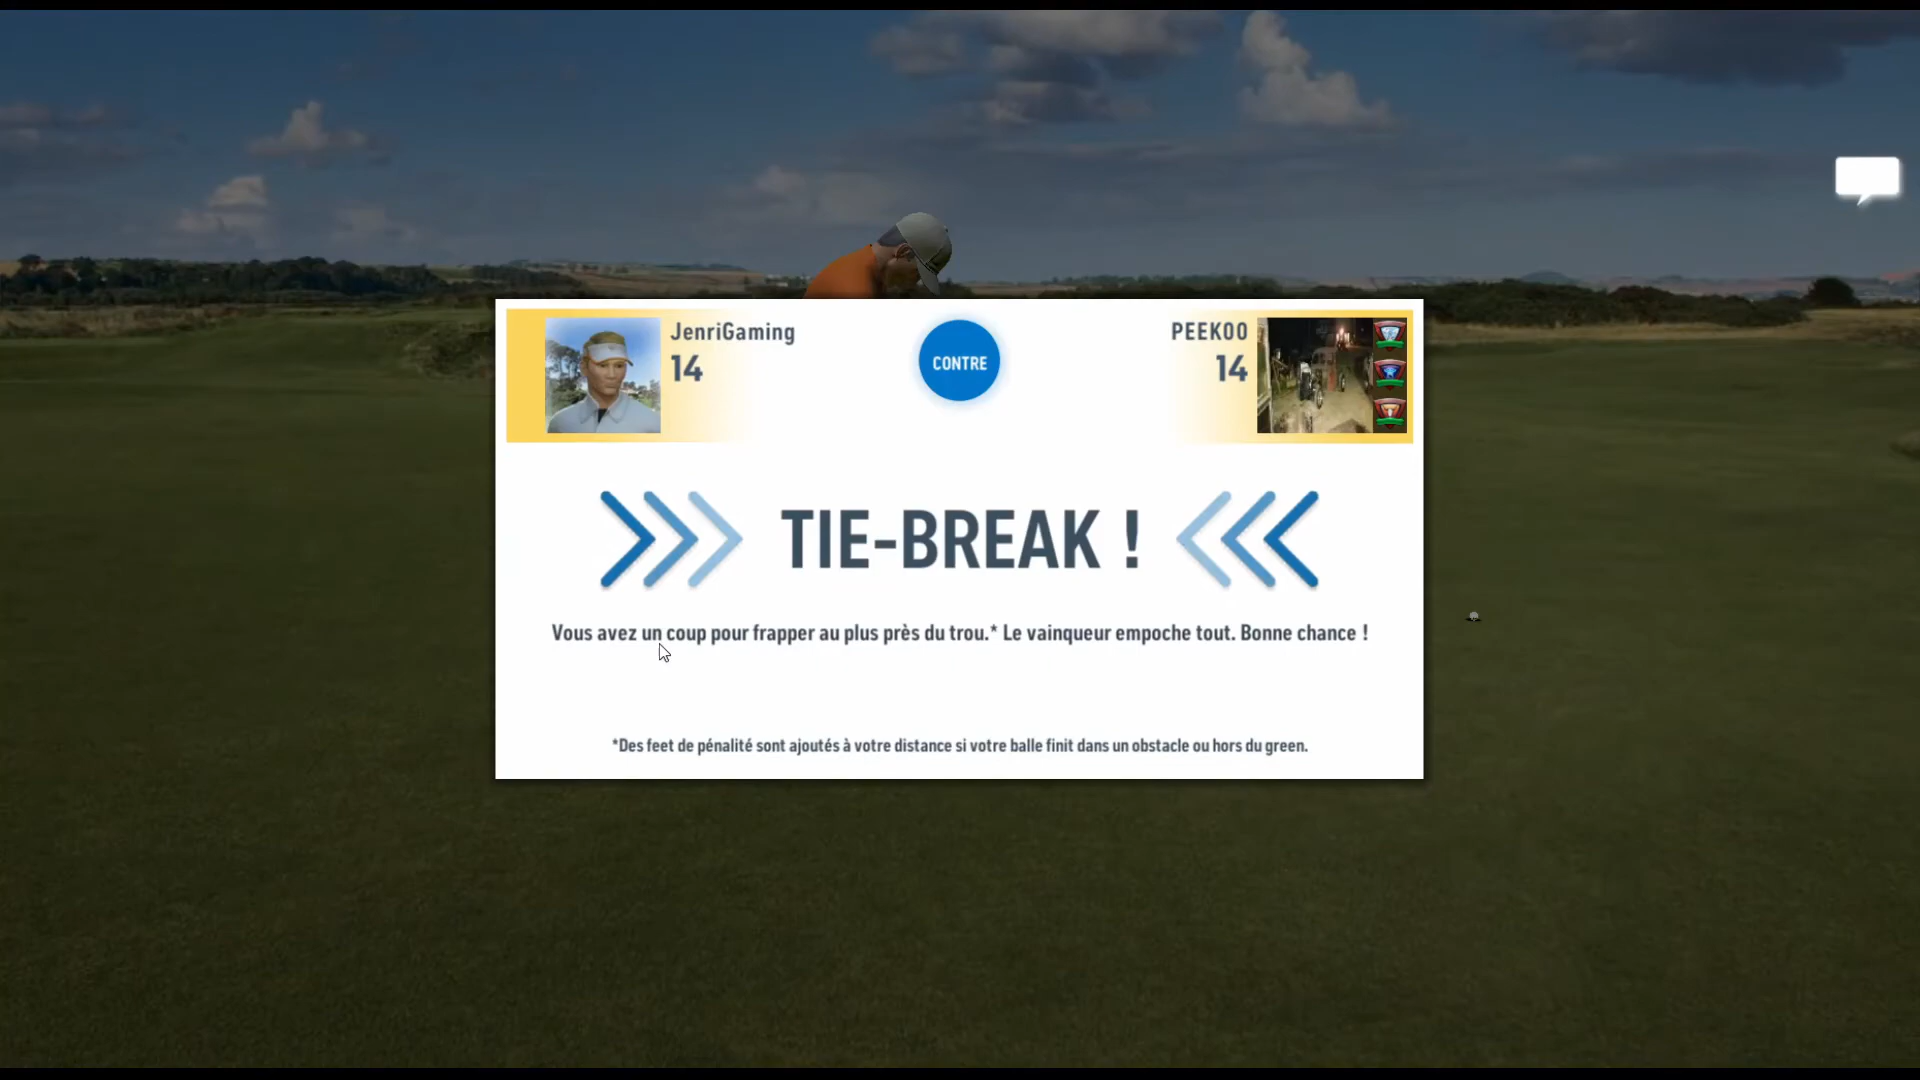 JenriGaming
14
CONTRE
PEEKOO
14
TIE-BREAK !
Vous avez un coup pour frapper au plus près du trou.* Le vainqueur empoche tout. Bonne chance !
*Des feet de pénalité sont ajoutés à votre distance si votre balle finit dans un obstacle ou hors du green.